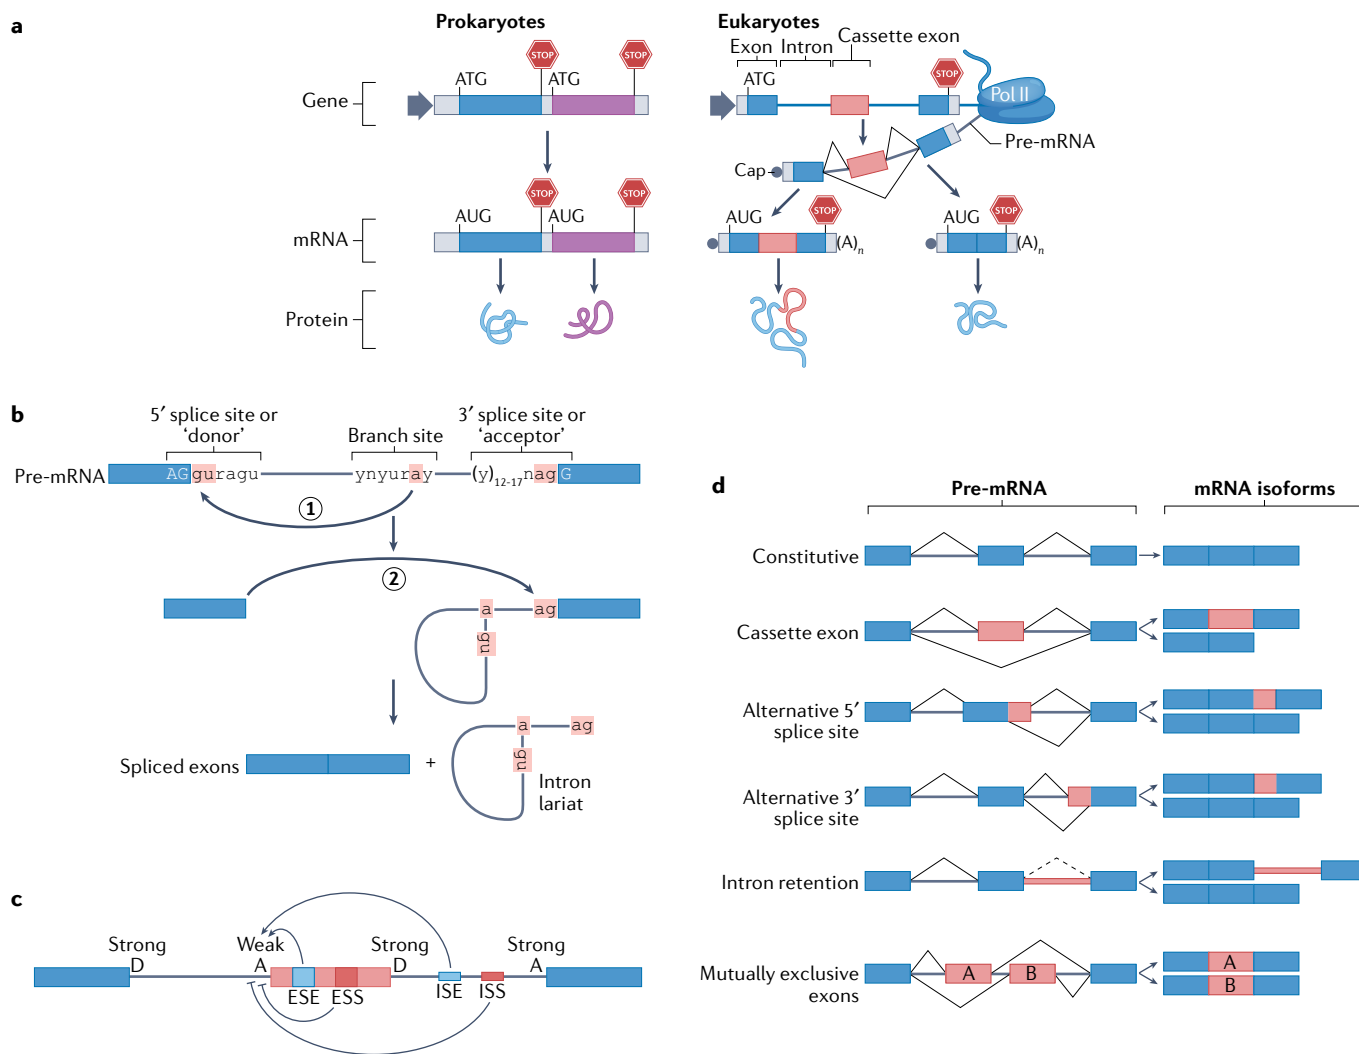 a
Prokaryotes
Eukaryotes
Cassette exon
Exon Intron
STOP STOP
ATG ATG
ATG
STOP
Pol II
Gene
Pre-mRNA
Cap
STOP STOP
AUG AUG
mRNA
AUG
STOP
(A)n
AUG
STOP
(A)n
Protein
b
5′ splice site or
‘donor’
Branch site
3′ splice site or
‘acceptor’
Pre-mRNA
AGguragu
ynyuray
(y)12-17nagG
1
2
a
ag
gu
Spliced exons
+
a
ag
gu
Intron
lariat
c
Strong
D
Weak
A
Strong
D
Strong
A
ESE ESS
ISE ISS
d
Pre-mRNA
mRNA isoforms
Constitutive
Cassette exon
Alternative 5′
splice site
Alternative 3′
splice site
Intron retention
Mutually exclusive
exons
A B
A
B